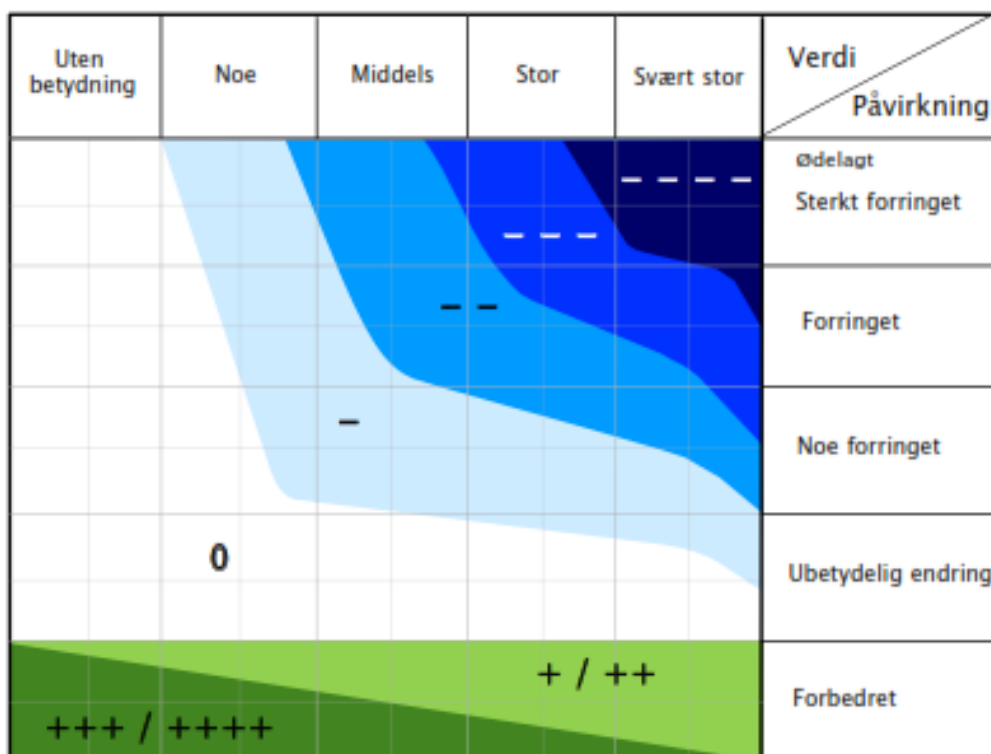 Uten
betydning
Noe
Middels
Stor
Svært stor
Verdi
Påvirkning
Ødelagt
– – – –
Sterkt forringet
– – –
– –
Forringet
–
Noe forringet
0
Ubetydelig endring
+ / ++
Forbedret
+++ / ++++